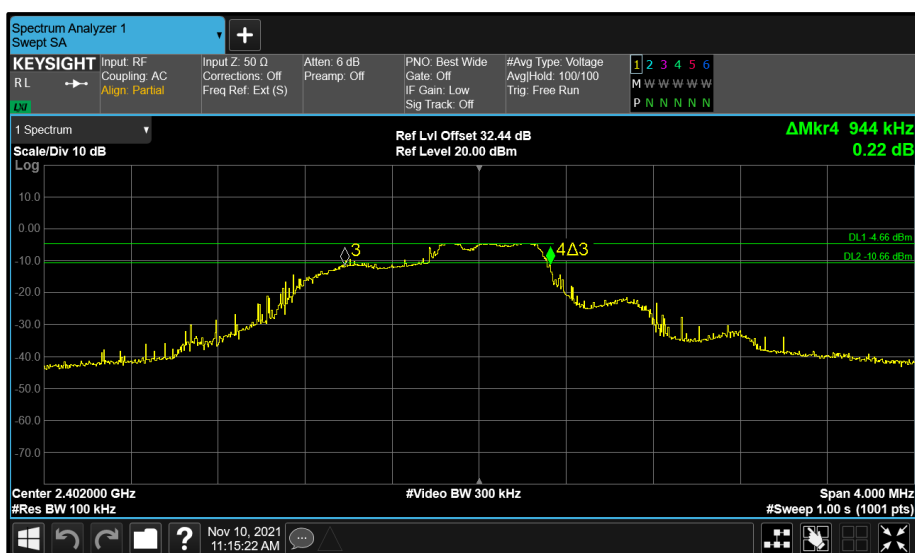 Spectrum Analyzer 1
Swept SA
KEYSIGHT
R L
LXI
Input: RF
Coupling: AC
Align: Partial
Input Z: 50 Ω
Corrections: Off
Freq Ref: Ext (S)
Atten: 6 dB
Preamp: Off
PNO: Best Wide
Gate: Off
IF Gain: Low
Sig Track: Off
#Avg Type: Voltage
Avg|Hold: 100/100
Trig: Free Run
1 2 3 4 5 6
M W W W W W
P N N N N N
1 Spectrum
Scale/Div 10 dB
Ref Lvl Offset 32.44 dB
Ref Level 20.00 dBm
ΔMkr4 944 kHz
0.22 dB
Log
10.0
0.00
-10.0
-20.0
-30.0
-40.0
-50.0
-60.0
-70.0
3
4Δ3
DL1 -4.66 dBm
DL2 -10.66 dBm
Center 2.402000 GHz
#Video BW 300 kHz
Span 4.000 MHz
#Res BW 100 kHz
#Sweep 1.00 s (1001 pts)
?
Nov 10, 2021
11:15:22 AM